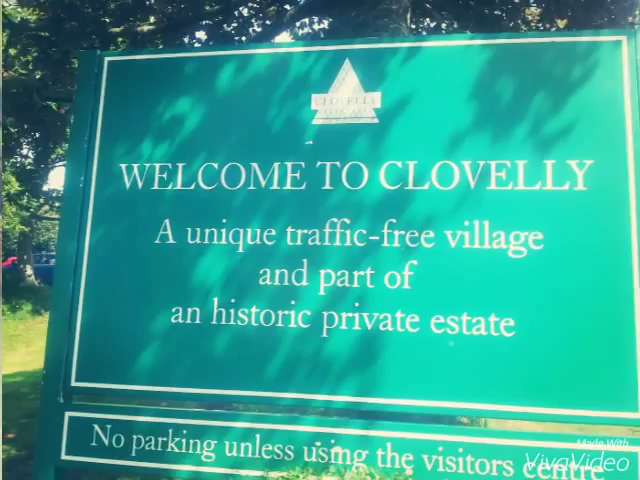 CLOVELLY
WELCOME TO CLOVELLY
A unique traffic-free village
and part of
an historic private estate
No parking unless using the visitors centre
Made With
VivaVideo